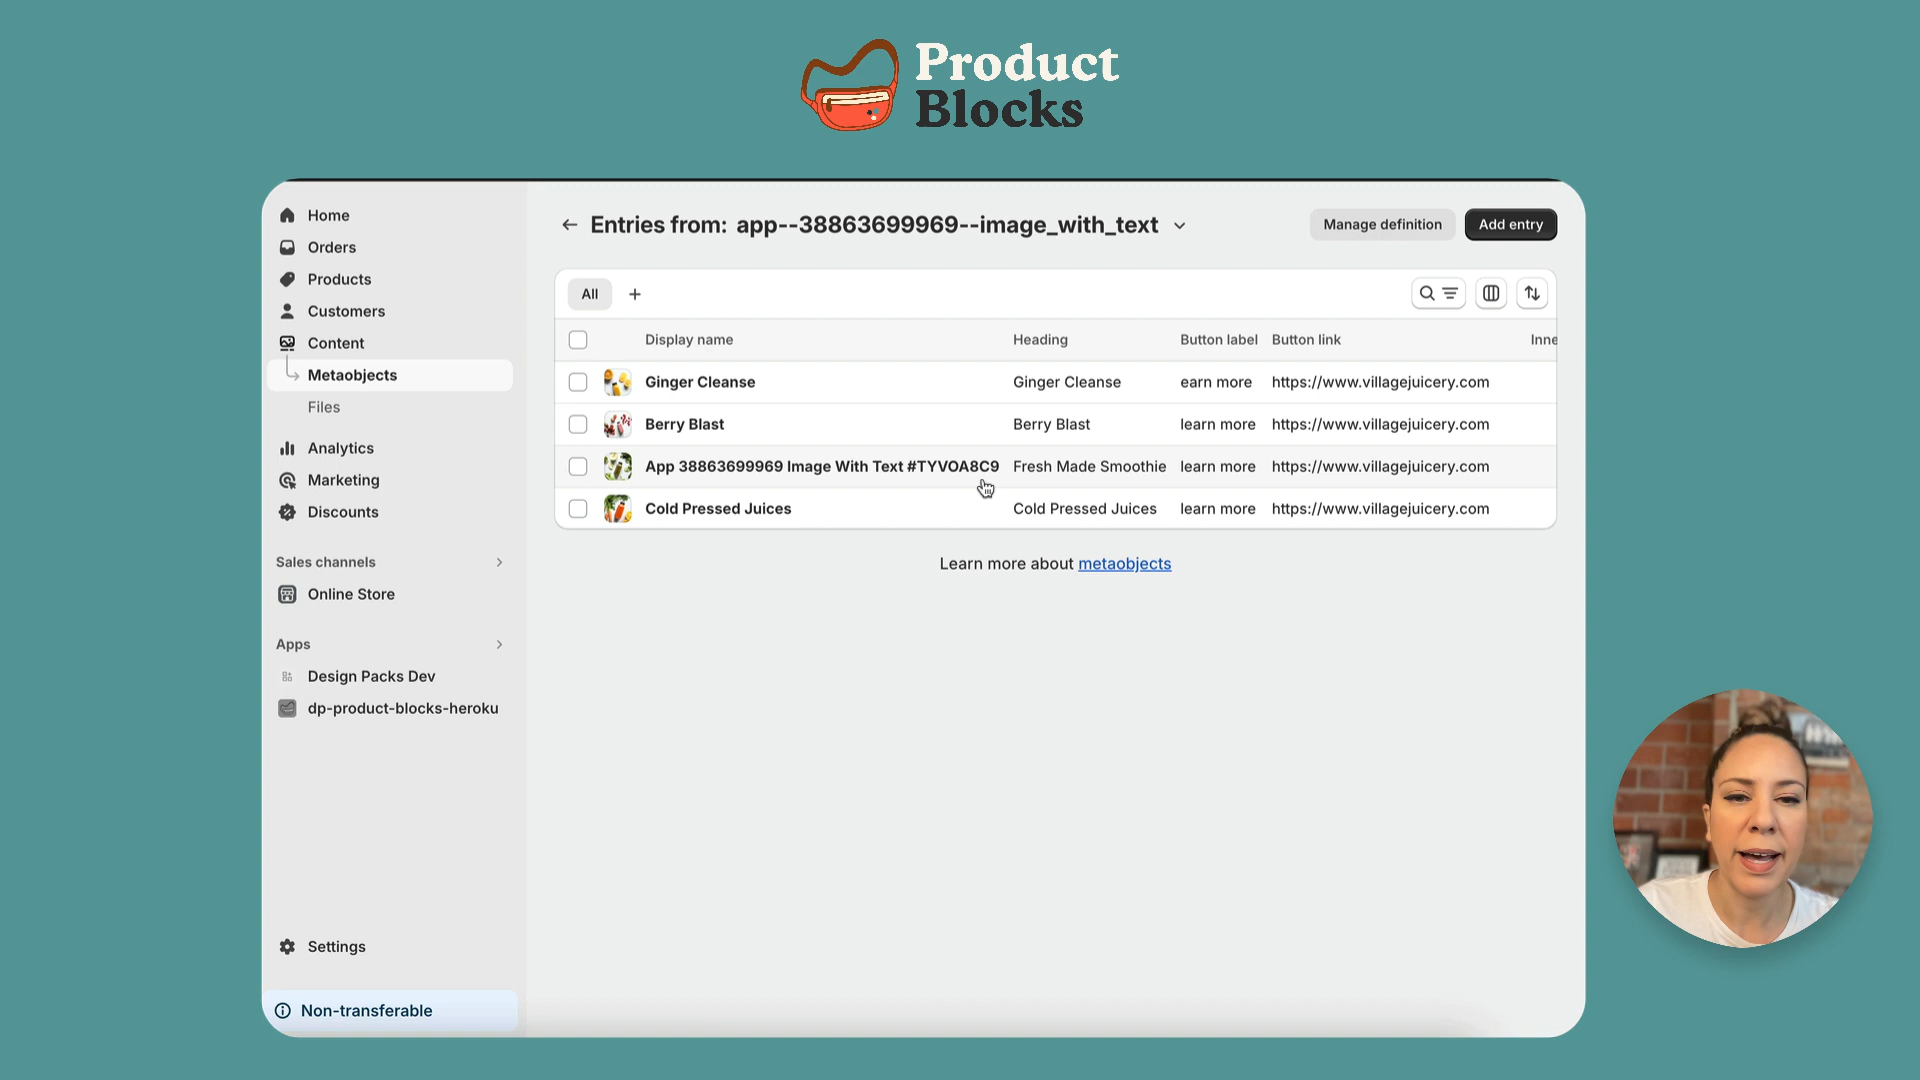 Product
Blocks
Home
Orders
Products
Customers
Content
Metaobjects
Files
Analytics
Marketing
Discounts
Sales channels
Online Store
Apps
Design Packs Dev
dp-product-blocks-heroku
Settings
Non-transferable
Entries from: app--38863699969--image_with_text
Manage definition
Add entry
All
Display name Heading Button label Button link Inne
Ginger Cleanse Ginger Cleanse earn more https://www.villagejuicery.com
Berry Blast Berry Blast learn more https://www.villagejuicery.com
App 38863699969 Image With Text #TYVOA8C9 Fresh Made Smoothie learn more https://www.villagejuicery.com
Cold Pressed Juices Cold Pressed Juices learn more https://www.villagejuicery.com
Learn more about metaobjects